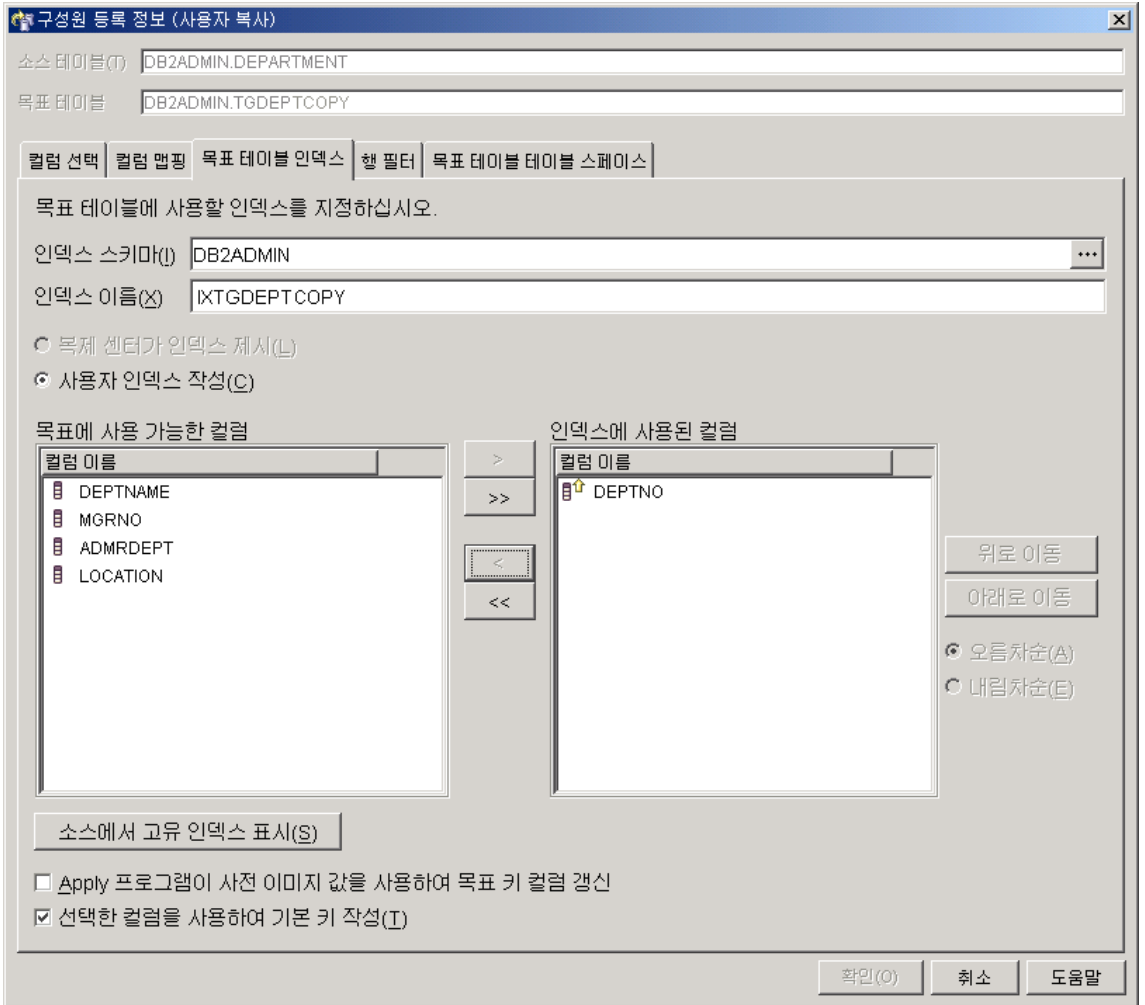 구성원 등록 정보 (사용자 복사)
소스 테이블(T) DB2ADMIN.DEPARTMENT
목표 테이블 DB2ADMIN.TGDEPTCOPY
컬럼 선택 컬럼 맵핑 목표 테이블 인덱스 행 필터 목표 테이블 테이블 스페이스
목표 테이블에 사용할 인덱스를 지정하십시오.
인덱스 스키마(I) DB2ADMIN ...
인덱스 이름(X) IXTGDEPTCOPY
복제 센터가 인덱스 제시(L)
사용자 인덱스 작성(C)
목표에 사용 가능한 컬럼
컬럼 이름
DEPTNAME
MGRNO
ADMRDEPT
LOCATION
>
>>
<
<<
인덱스에 사용된 컬럼
컬럼 이름
DEPTNO
위로 이동
아래로 이동
오름차순(A)
내림차순(E)
소스에서 고유 인덱스 표시(S)
Apply 프로그램이 사전 이미지 값을 사용하여 목표 키 컬럼 갱신
선택한 컬럼을 사용하여 기본 키 작성(T)
확인(O) 취소 도움말